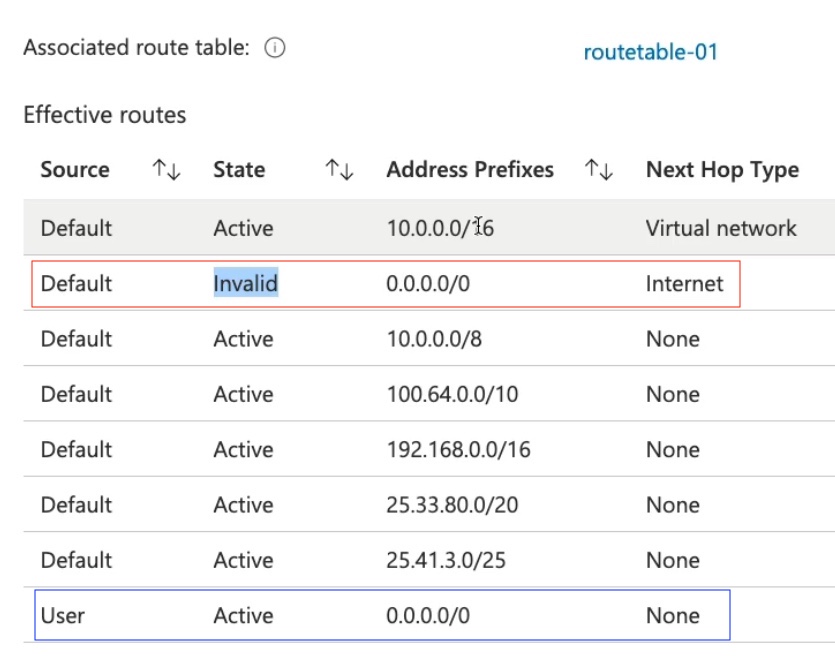 Associated route table: routetable-01
Effective routes
Source State Address Prefixes Next Hop Type
Default Active 10.0.0.0/16 Virtual network
Default Invalid 0.0.0.0/0 Internet
Default Active 10.0.0.0/8 None
Default Active 100.64.0.0/10 None
Default Active 192.168.0.0/16 None
Default Active 25.33.80.0/20 None
Default Active 25.41.3.0/25 None
User Active 0.0.0.0/0 None